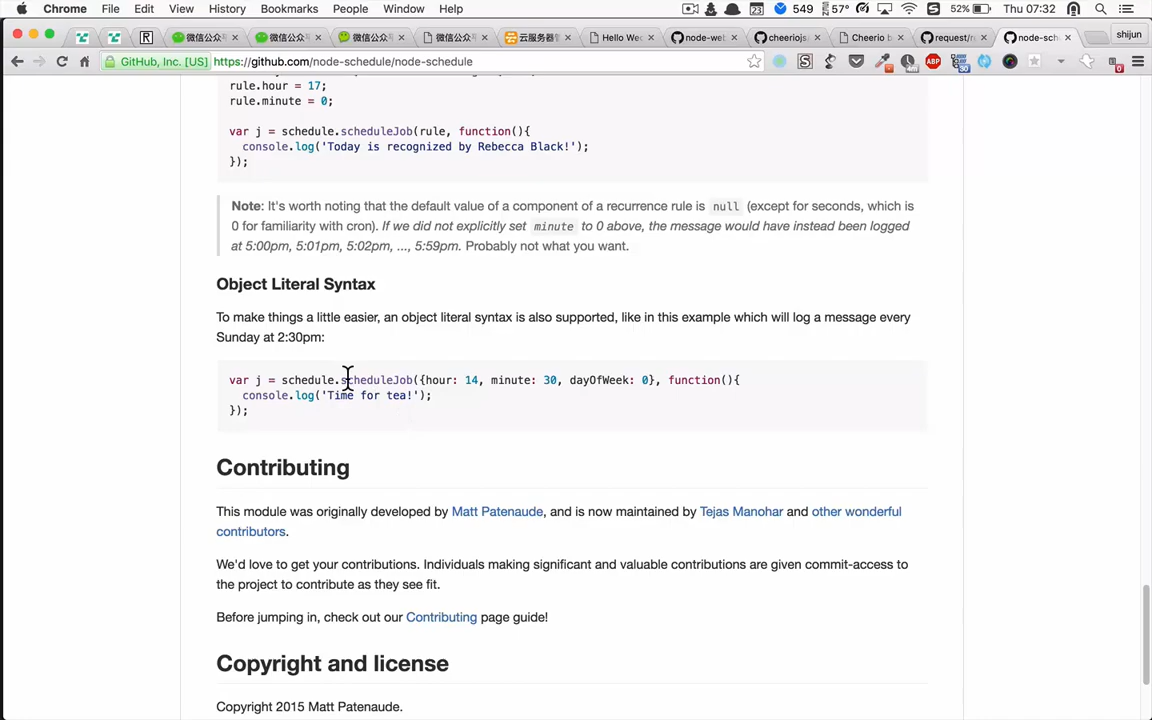 Chrome File Edit View History Bookmarks People Window Help 23 549 57° 52% Thu 07:32
微信公众平 微信公众平 微信公众平 微信公众平 云服务器管 Hello Wec node-web cheeriojs/ Cheerio b request/r node-sch shijun
GitHub, Inc. [US] https://github.com/node-schedule/node-schedule
rule.hour = 17;
rule.minute = 0;
var j = schedule.scheduleJob(rule, function(){
console.log('Today is recognized by Rebecca Black!');
});
Note: It's worth noting that the default value of a component of a recurrence rule is null (except for seconds, which is
0 for familiarity with cron). If we did not explicitly set minute to 0 above, the message would have instead been logged
at 5:00pm, 5:01pm, 5:02pm, ..., 5:59pm. Probably not what you want.
Object Literal Syntax
To make things a little easier, an object literal syntax is also supported, like in this example which will log a message every
Sunday at 2:30pm:
var j = schedule.scheduleJob({hour: 14, minute: 30, dayOfWeek: 0}, function(){
console.log('Time for tea!');
});
Contributing
This module was originally developed by Matt Patenaude, and is now maintained by Tejas Manohar and other wonderful
contributors.
We'd love to get your contributions. Individuals making significant and valuable contributions are given commit-access to
the project to contribute as they see fit.
Before jumping in, check out our Contributing page guide!
Copyright and license
Copyright 2015 Matt Patenaude.